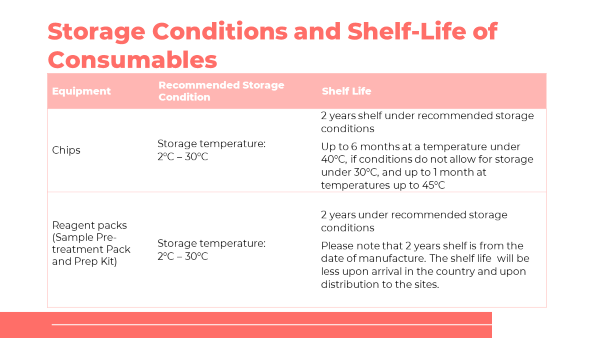 Storage Conditions and Shelf-Life of
Consumables
Equipment
Recommended Storage
Condition
Shelf Life
Chips
Storage temperature:
2°C – 30°C
2 years shelf under recommended storage
conditions
Up to 6 months at a temperature under
40°C, if conditions do not allow for storage
under 30°C, and up to 1 month at
temperatures up to 45°C
Reagent packs
(Sample Pre-
treatment Pack
and Prep Kit)
Storage temperature:
2°C – 30°C
2 years under recommended storage
conditions
Please note that 2 years shelf is from the
date of manufacture. The shelf life will be
less upon arrival in the country and upon
distribution to the sites.